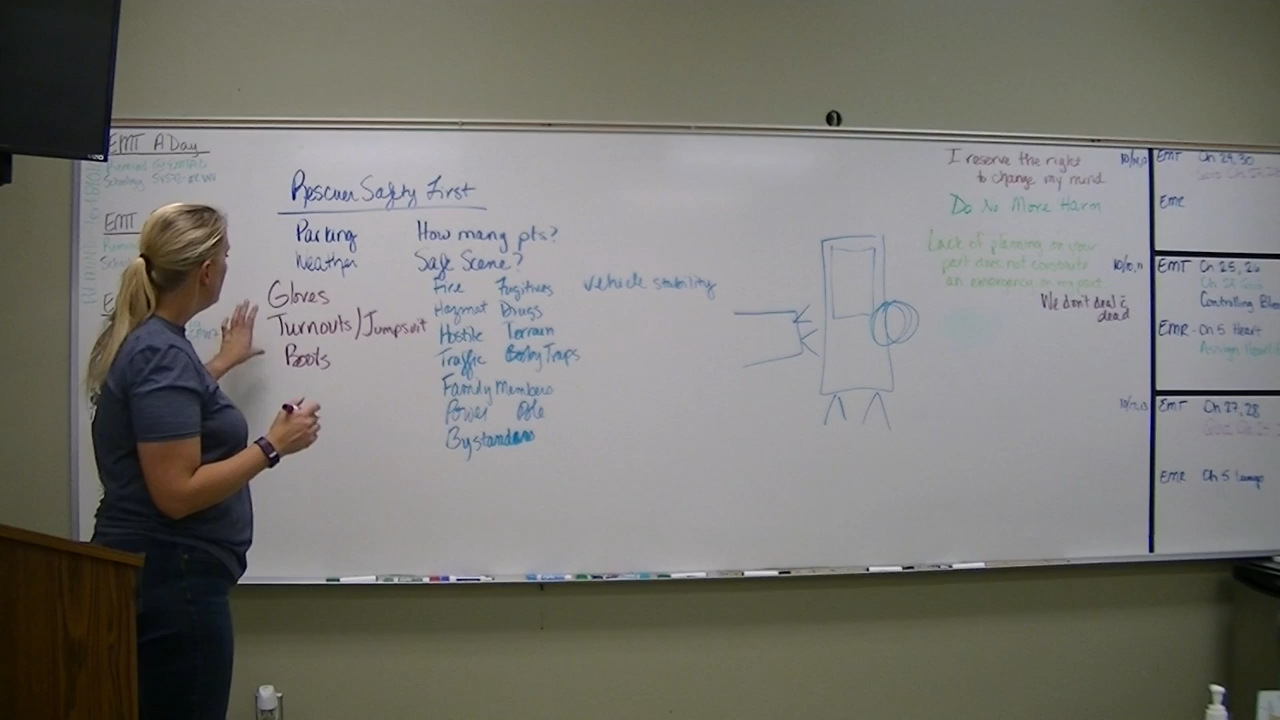 EMT A Day
EMT
Rescuer Safety First
Parking
Weather
Gloves
Turnouts/Jumpsuit
Boots
How many pts?
Safe Scene?
Fire Fugitives vehicle stability
Hazmat Drugs
Hostile Terrain
Traffic Booby Traps
Family Members
Power Pole
Bystanders
I reserve the right
to change my mind
Do No More Harm
Lack of planning on your
part does not constitute
an emergency on my part
We don't deal c̄
dead
EMT Ch 29, 30
EMR
EMT Ch 25, 26
Controlling Blee
EMR - Ch 5 Heart
Assign
EMT Ch 27, 28
EMR Ch 5 Lungs